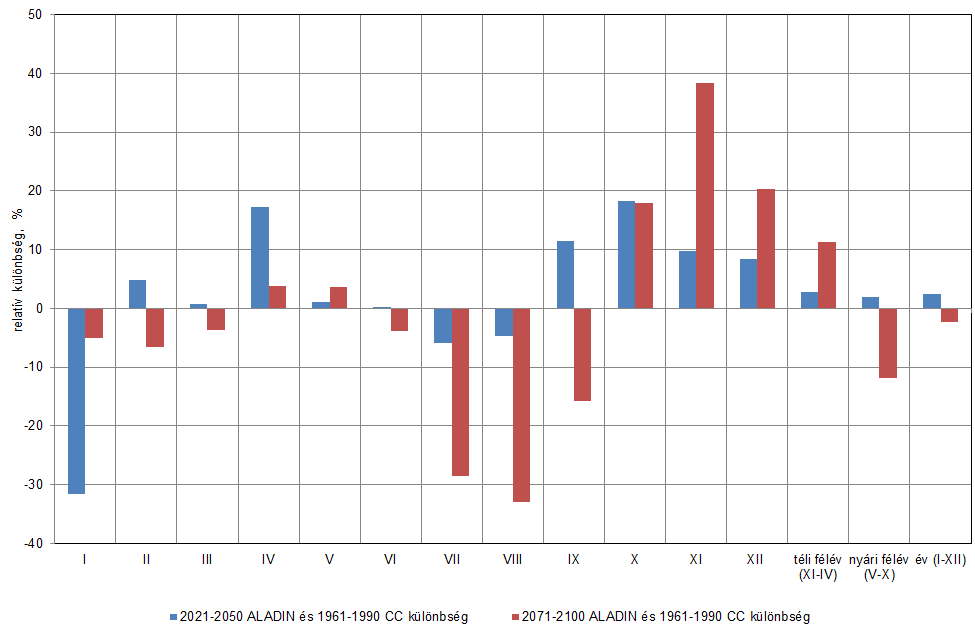 50
40
30
20
10
0
-10
-20
-30
-40
relatív különbség, %
I II III IV V VI VII VIII IX X XI XII téli félév nyári félév év (I-XII)
(XI-IV) (V-X)
2021-2050 ALADIN és 1961-1990 CC különbség 2071-2100 ALADIN és 1961-1990 CC különbség